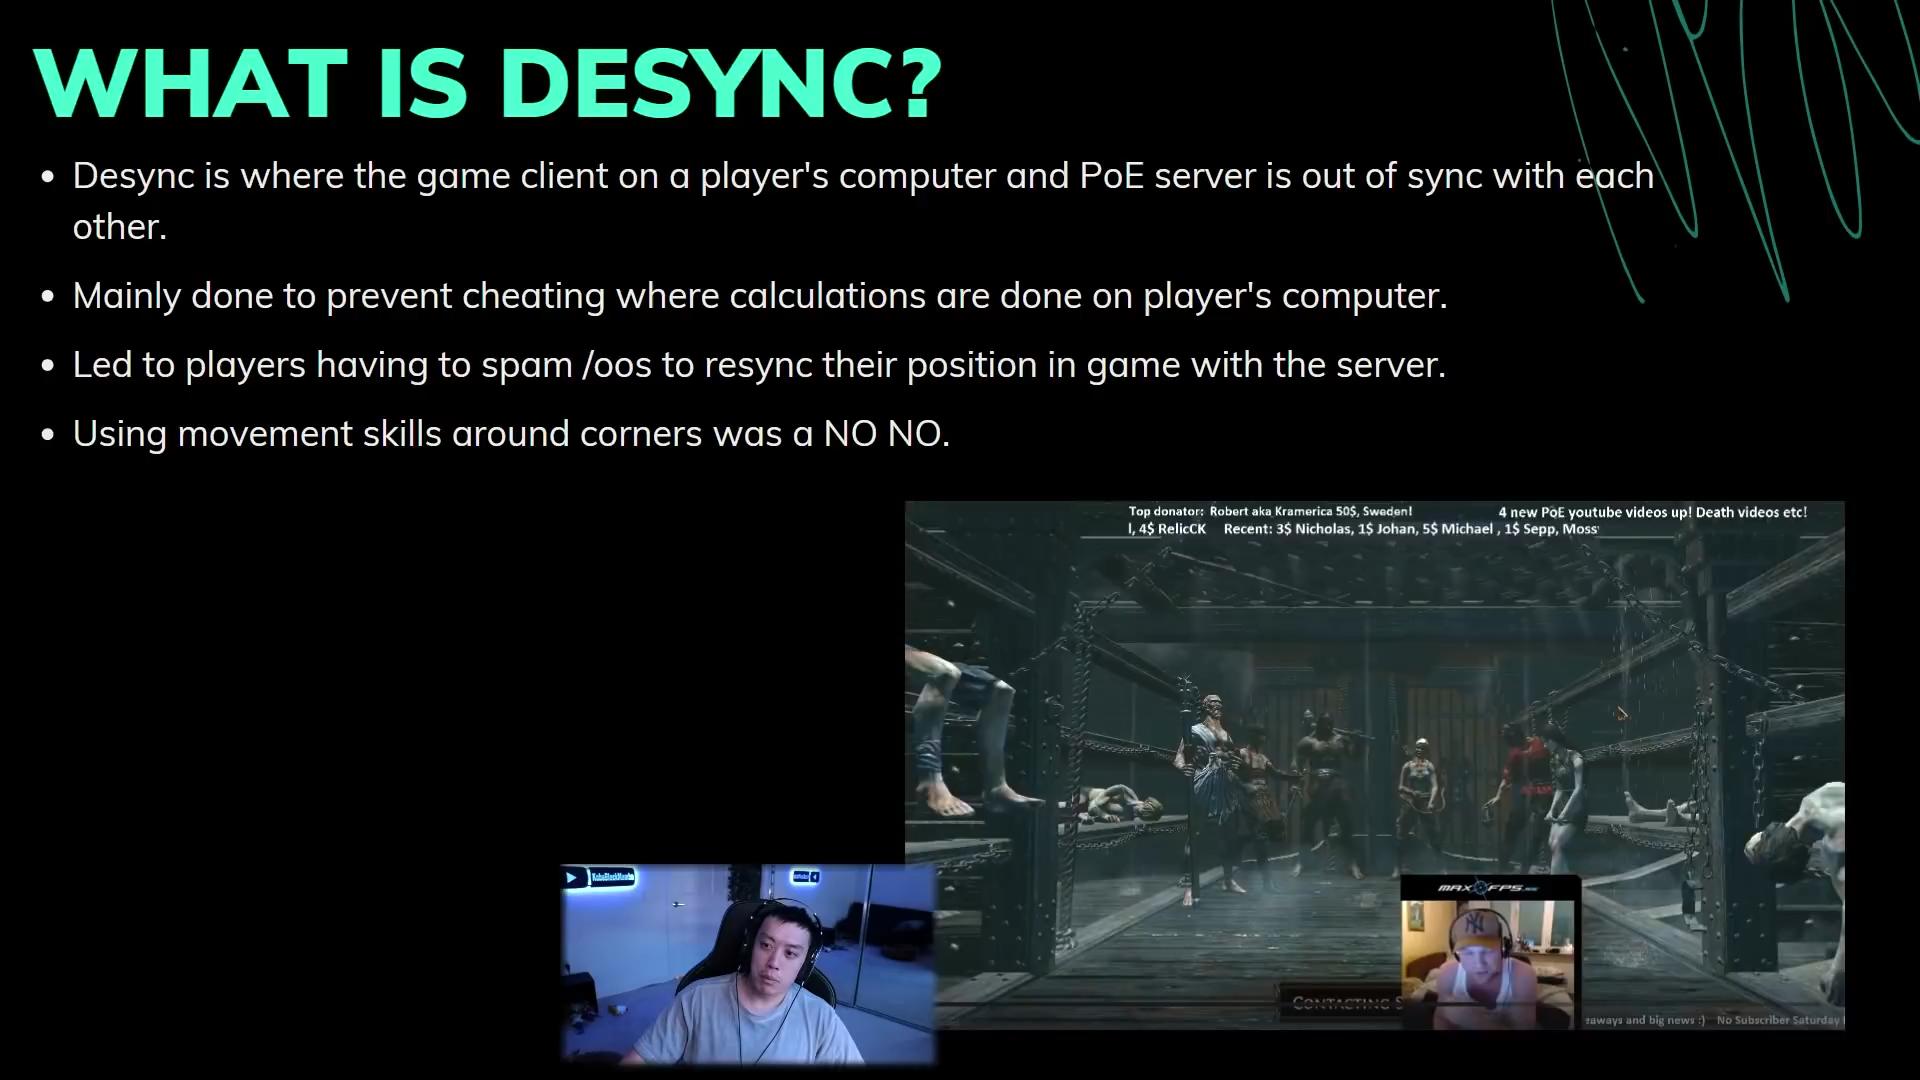 WHAT IS DESYNC?
• Desync is where the game client on a player's computer and PoE server is out of sync with each
other.
• Mainly done to prevent cheating where calculations are done on player's computer.
• Led to players having to spam /oos to resync their position in game with the server.
• Using movement skills around corners was a NO NO.
Top donator: Robert aka Kramerica 50$, Sweden!
4 new PoE youtube videos up! Death videos etc!
l, 4$ RelicCK Recent: 3$ Nicholas, 1$ Johan, 5$ Michael , 1$ Sepp, Moss
KoboBlackMamba
MAXFPS
CONTACTING S
eaways and big news :) No Subscriber Saturday